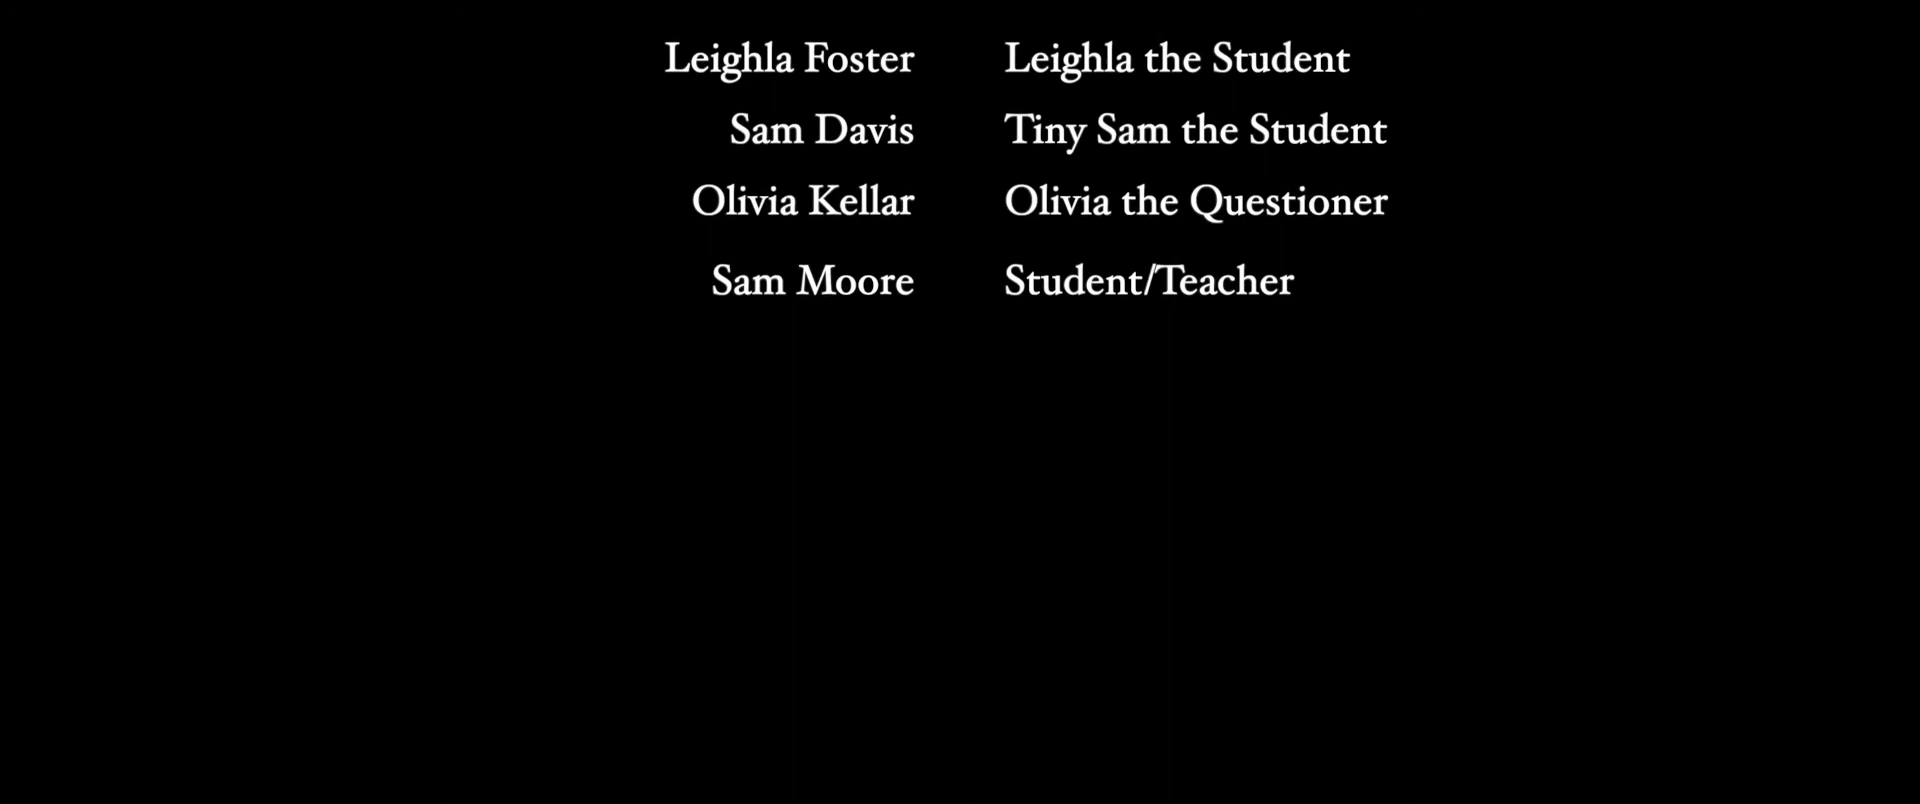 Leighla Foster Leighla the Student
Sam Davis Tiny Sam the Student
Olivia Kellar Olivia the Questioner
Sam Moore Student/Teacher